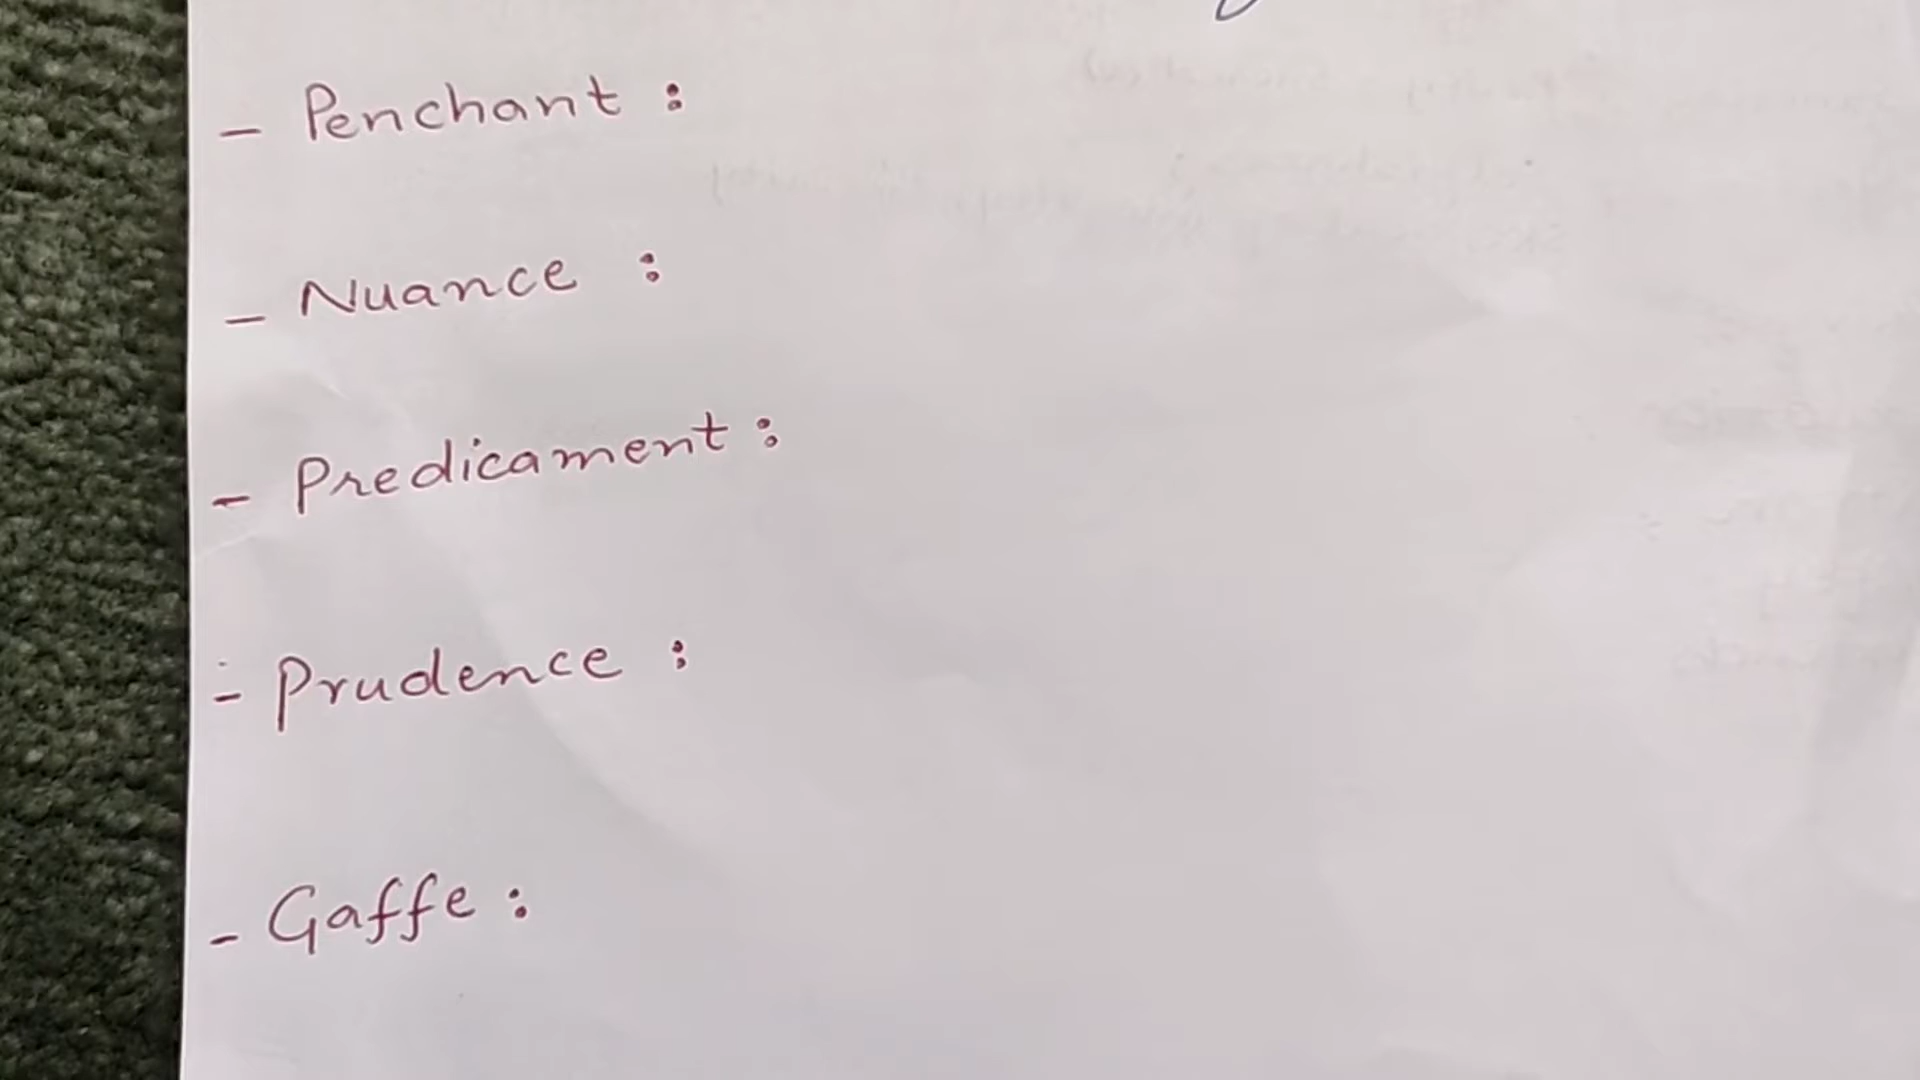 - Penchant :
- Nuance :
- Predicament :
- Prudence :
- Gaffe :